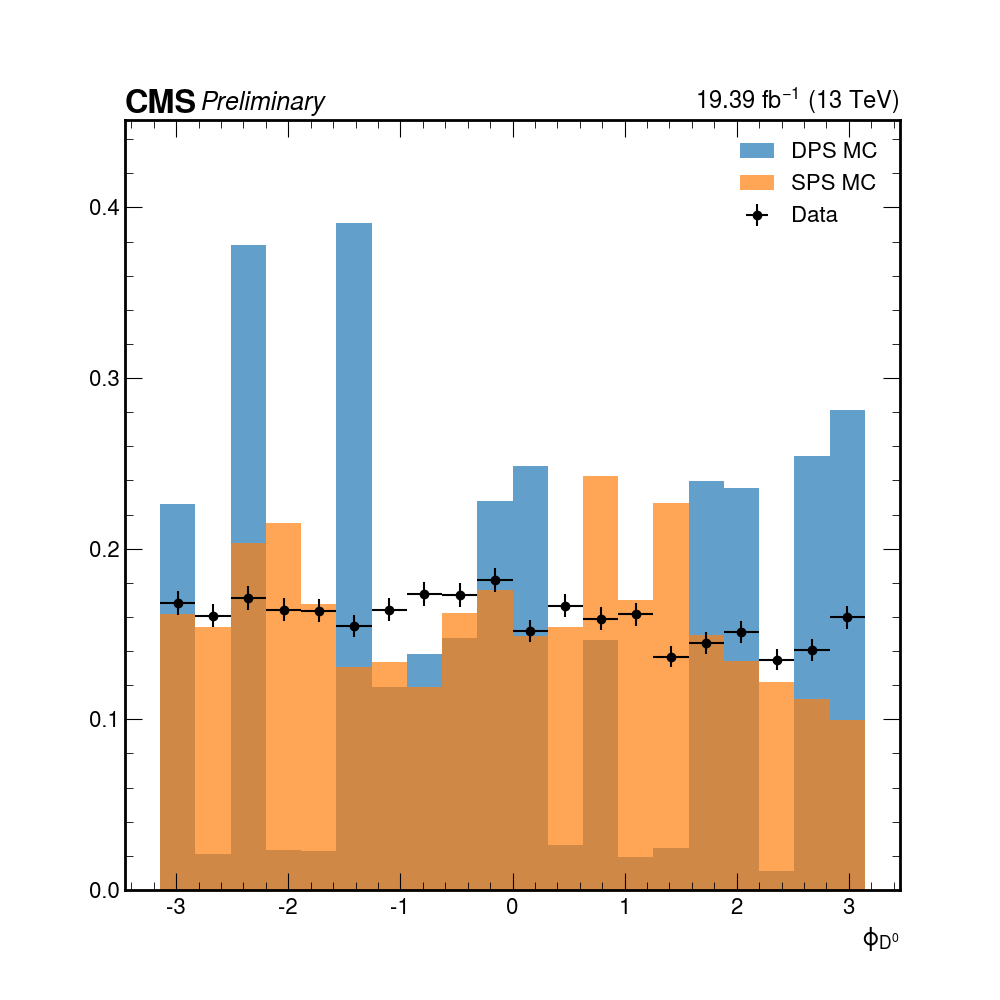 CMS Preliminary 19.39 fb⁻¹ (13 TeV)
DPS MC
SPS MC
Data
0.4
0.3
0.2
0.1
0.0
-3 -2 -1 0 1 2 3
ϕD⁰